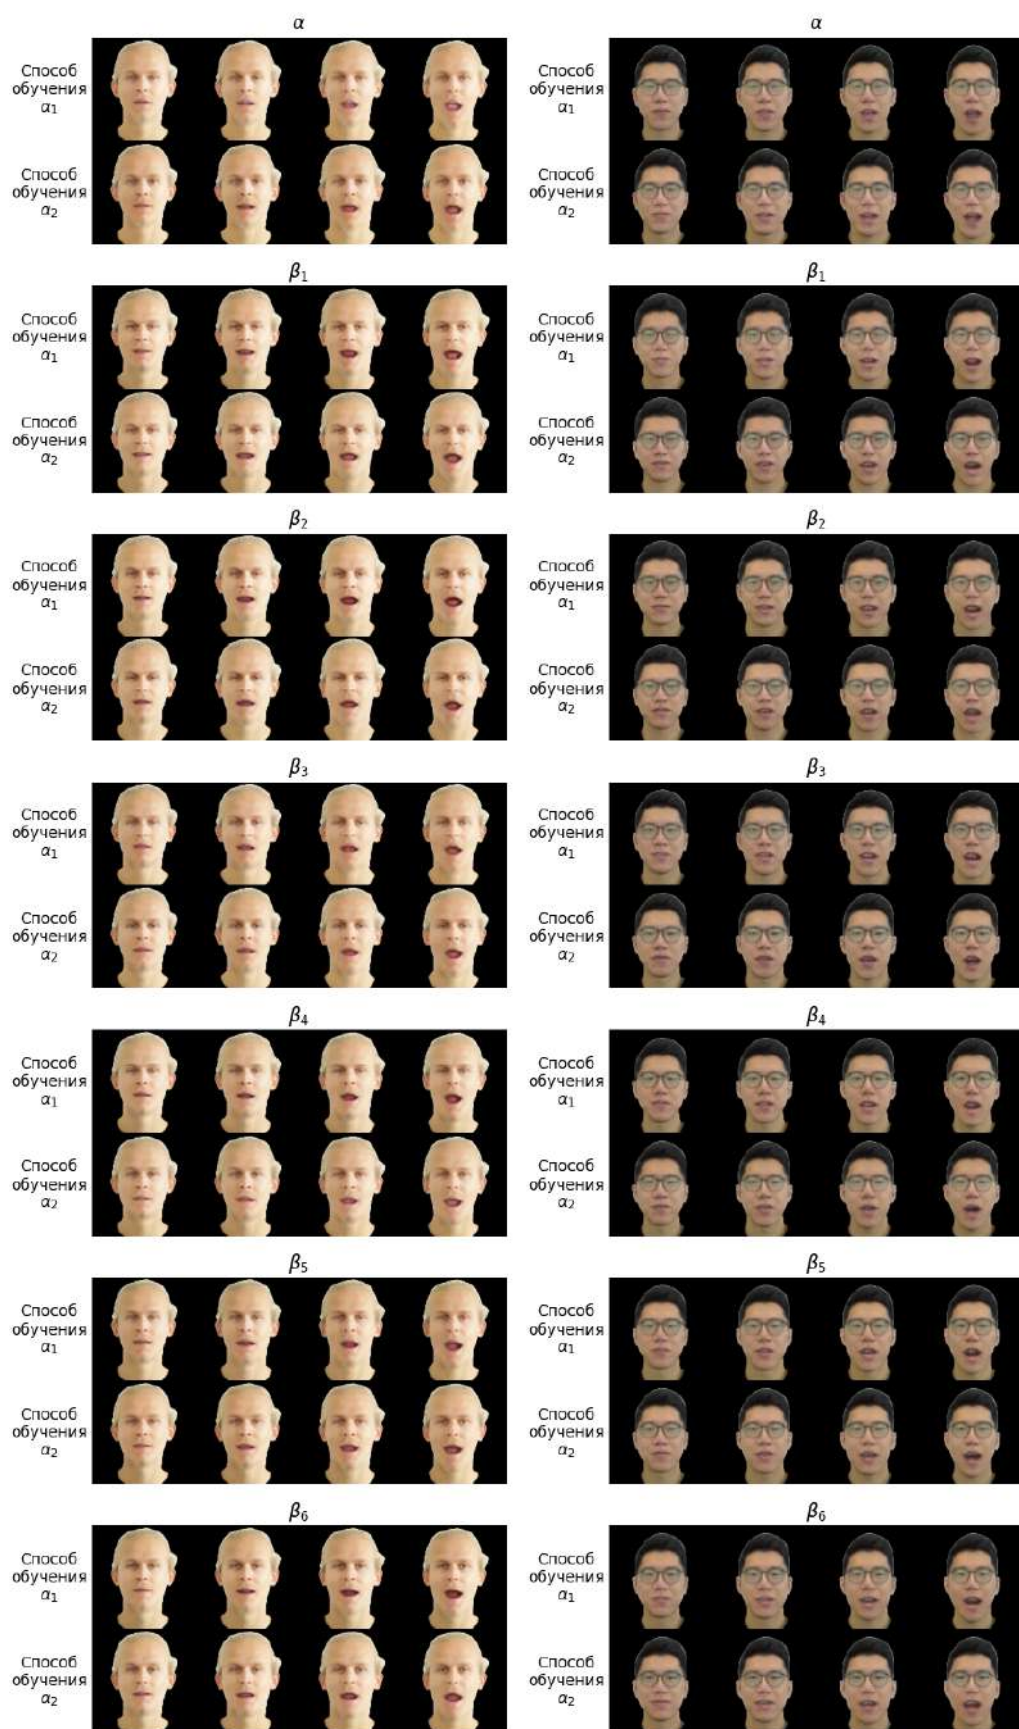 α
α
Способ
обучения
α₁
Способ
обучения
α₁
Способ
обучения
α₂
Способ
обучения
α₂
β₁
β₁
Способ
обучения
α₁
Способ
обучения
α₁
Способ
обучения
α₂
Способ
обучения
α₂
β₂
β₂
Способ
обучения
α₁
Способ
обучения
α₁
Способ
обучения
α₂
Способ
обучения
α₂
β₃
β₃
Способ
обучения
α₁
Способ
обучения
α₁
Способ
обучения
α₂
Способ
обучения
α₂
β₄
β₄
Способ
обучения
α₁
Способ
обучения
α₁
Способ
обучения
α₂
Способ
обучения
α₂
β₅
β₅
Способ
обучения
α₁
Способ
обучения
α₁
Способ
обучения
α₂
Способ
обучения
α₂
β₆
β₆
Способ
обучения
α₁
Способ
обучения
α₁
Способ
обучения
α₂
Способ
обучения
α₂